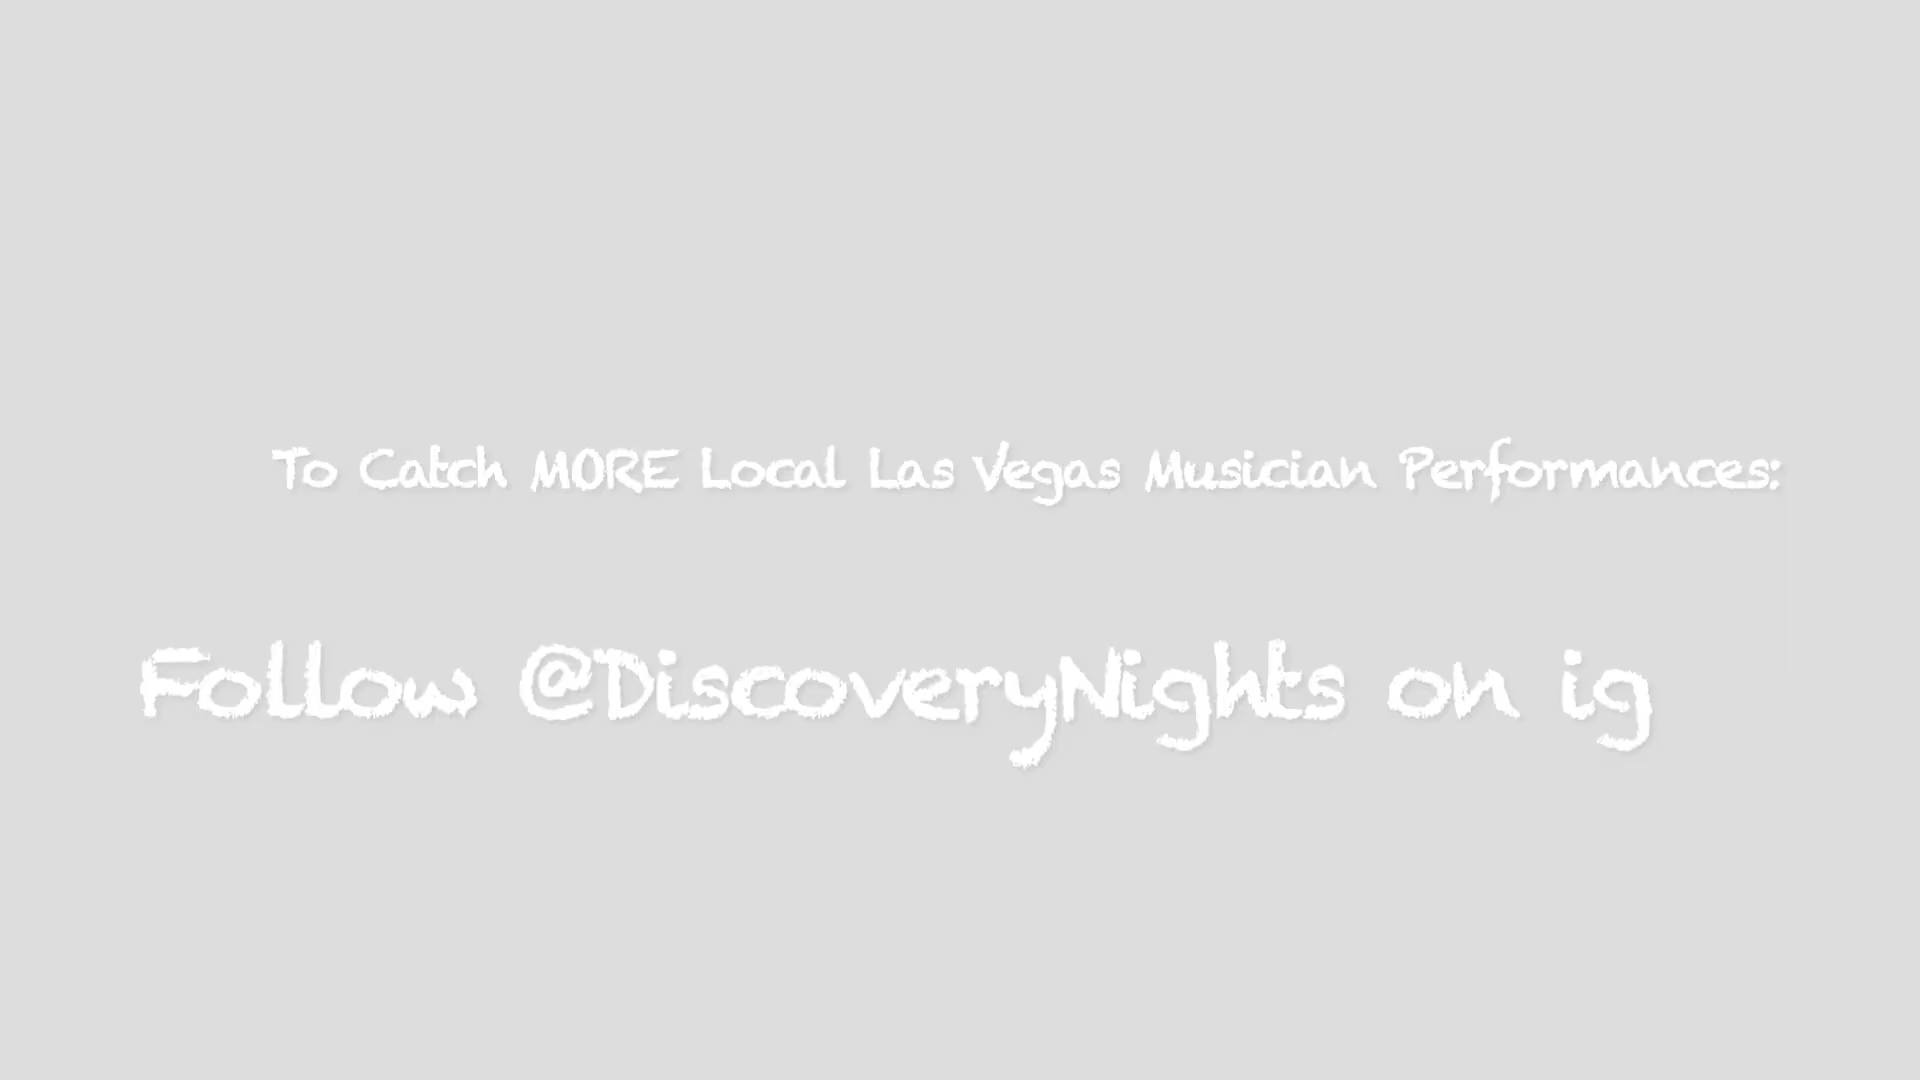 To Catch MORE Local Las Vegas Musician Performances:
Follow @DiscoveryNights on ig